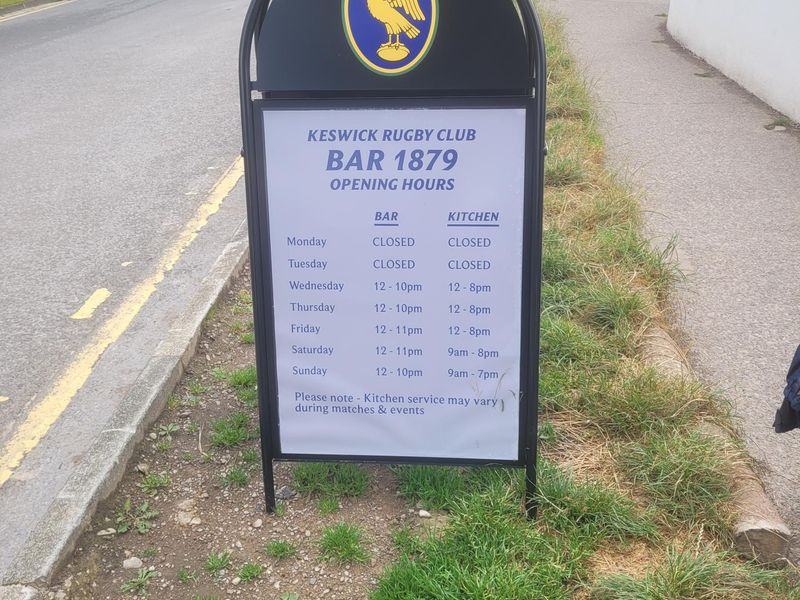 KESWICK RUGBY CLUB
BAR 1879
OPENING HOURS
BAR KITCHEN
Monday CLOSED CLOSED
Tuesday CLOSED CLOSED
Wednesday 12 - 10pm 12 - 8pm
Thursday 12 - 10pm 12 - 8pm
Friday 12 - 11pm 12 - 8pm
Saturday 12 - 11pm 9am - 8pm
Sunday 12 - 10pm 9am - 7pm
Please note - Kitchen service may vary
during matches & events